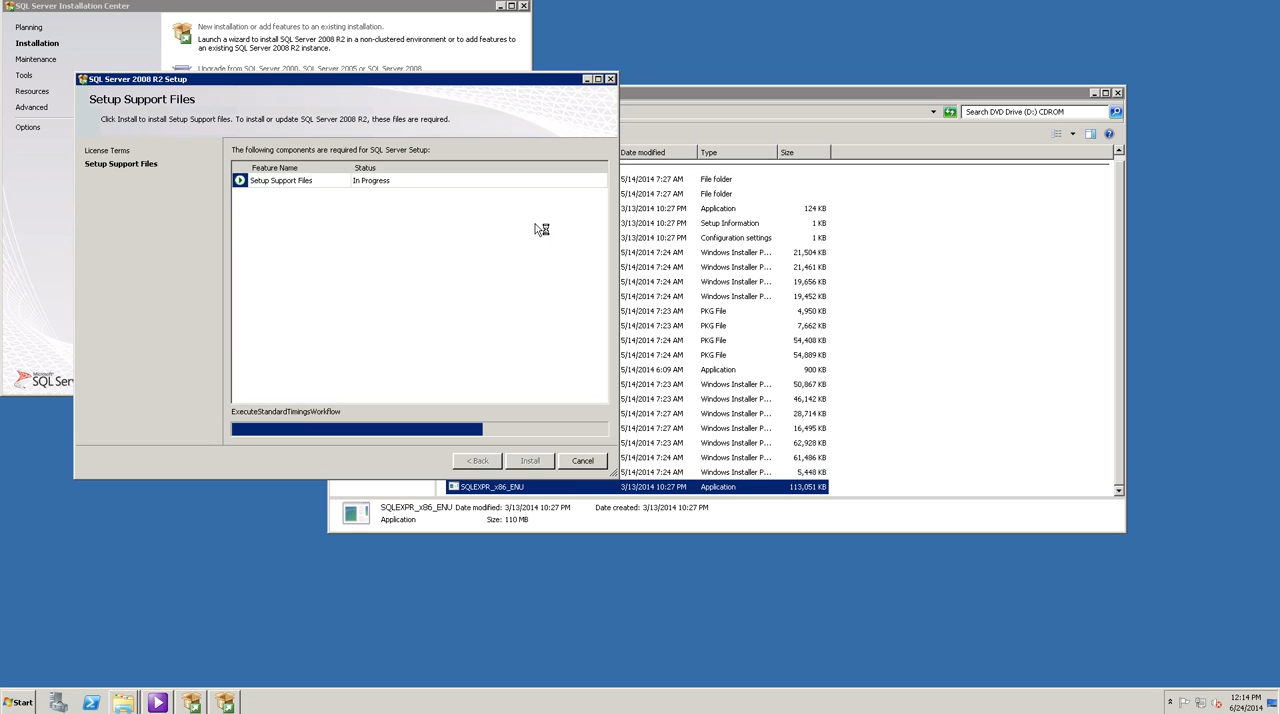 SQL Server Installation Center
Planning
Installation
Maintenance
Tools
Resources
Advanced
Options
New installation or add features to an existing installation.
Launch a wizard to install SQL Server 2008 R2 in a non-clustered environment or to add features to
an existing SQL Server 2008 R2 instance.
Upgrade from SQL Server 2000, SQL Server 2005 or SQL Server 2008
Microsoft
SQL Ser
SQL Server 2008 R2 Setup
Setup Support Files
Click Install to install Setup Support files. To install or update SQL Server 2008 R2, these files are required.
License Terms
Setup Support Files
The following components are required for SQL Server Setup:
Feature Name Status
Setup Support Files In Progress
ExecuteStandardTimingsWorkflow
< Back Install Cancel
Search DVD Drive (D:) CDROM
Date modified Type Size
5/14/2014 7:27 AM File folder
5/14/2014 7:27 AM File folder
3/13/2014 10:27 PM Application 124 KB
3/13/2014 10:27 PM Setup Information 1 KB
3/13/2014 10:27 PM Configuration settings 1 KB
5/14/2014 7:24 AM Windows Installer P... 21,504 KB
5/14/2014 7:24 AM Windows Installer P... 21,461 KB
5/14/2014 7:24 AM Windows Installer P... 19,656 KB
5/14/2014 7:24 AM Windows Installer P... 19,452 KB
5/14/2014 7:23 AM PKG File 4,950 KB
5/14/2014 7:23 AM PKG File 7,662 KB
5/14/2014 7:24 AM PKG File 54,408 KB
5/14/2014 7:24 AM PKG File 54,889 KB
5/14/2014 6:09 AM Application 900 KB
5/14/2014 7:23 AM Windows Installer P... 50,867 KB
5/14/2014 7:23 AM Windows Installer P... 46,142 KB
5/14/2014 7:24 AM Windows Installer P... 28,714 KB
5/14/2014 7:23 AM Windows Installer P... 16,495 KB
5/14/2014 7:23 AM Windows Installer P... 62,928 KB
5/14/2014 7:24 AM Windows Installer P... 61,486 KB
5/14/2014 7:23 AM Windows Installer P... 5,448 KB
SQLEXPR_x86_ENU 3/13/2014 10:27 PM Application 113,051 KB
SQLEXPR_x86_ENU Date modified: 3/13/2014 10:27 PM Date created: 3/13/2014 10:27 PM
Application Size: 110 MB
Start
12:14 PM
6/24/2014